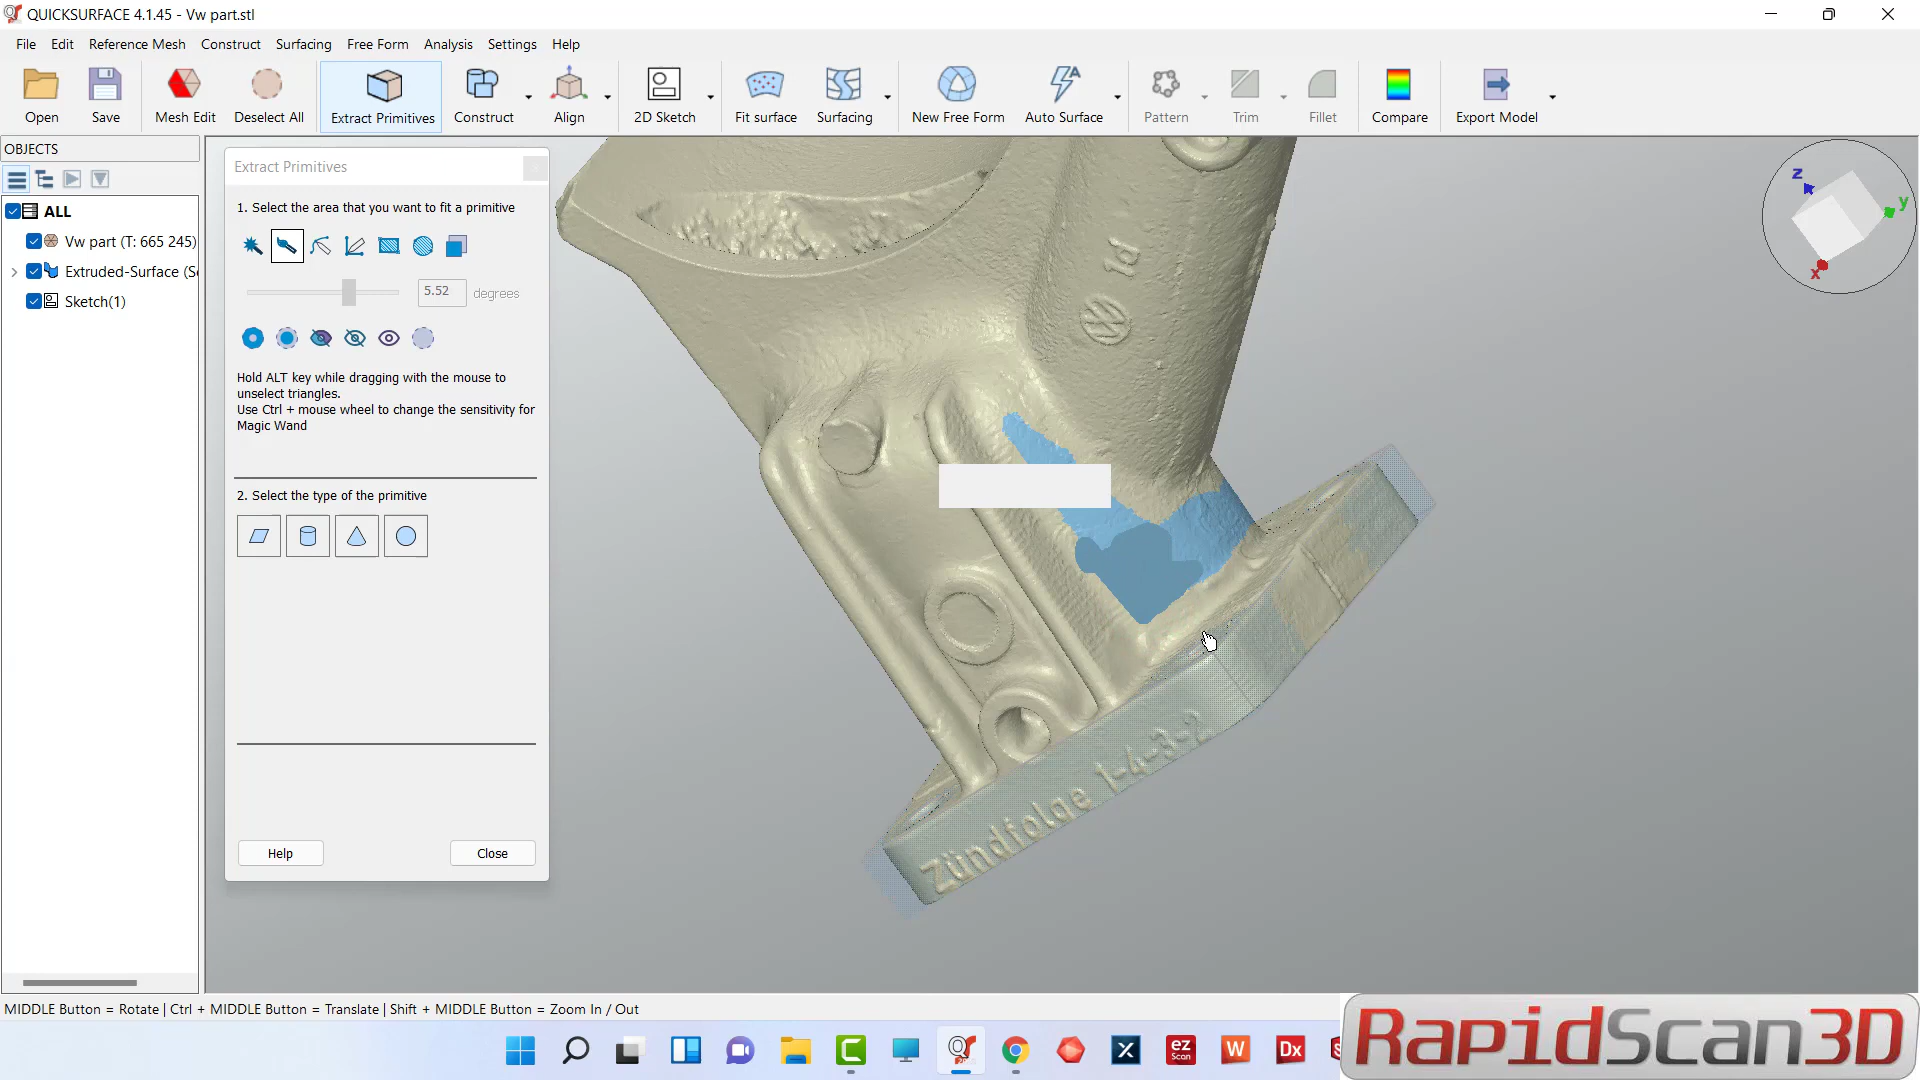 QUICKSURFACE 4.1.45 - Vw part.stl
File Edit Reference Mesh Construct Surfacing Free Form Analysis Settings Help
Open Save Mesh Edit Deselect All Extract Primitives Construct Align 2D Sketch Fit surface Surfacing New Free Form Auto Surface Pattern Trim Fillet Compare Export Model
OBJECTS
ALL
Vw part (T: 665 245)
Extruded-Surface (S
Sketch(1)
Extract Primitives
1. Select the area that you want to fit a primitive
5.52 degrees
Hold ALT key while dragging with the mouse to
unselect triangles.
Use Ctrl + mouse wheel to change the sensitivity for
Magic Wand
2. Select the type of the primitive
Help Close
z
y
x
1d
Zündfolge 1-4-3-2
MIDDLE Button = Rotate | Ctrl + MIDDLE Button = Translate | Shift + MIDDLE Button = Zoom In / Out
ez
Scan
W
Dx
RapidScan3D